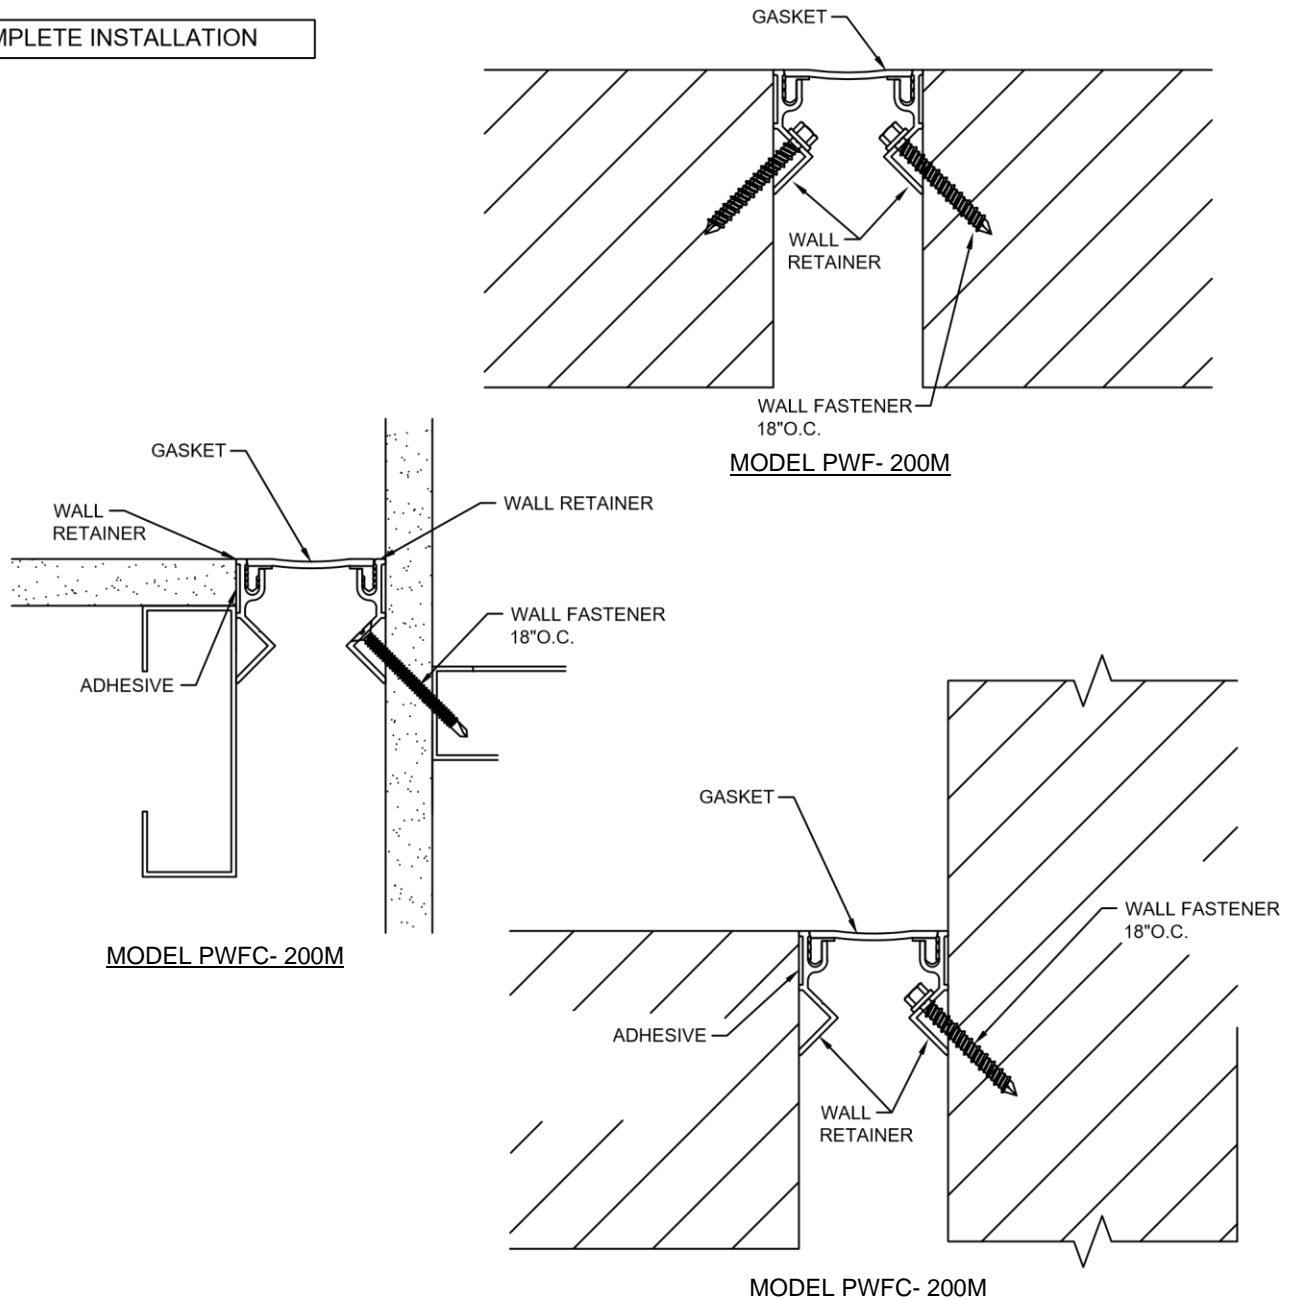 MPLETE INSTALLATION
GASKET
WALL
RETAINER
WALL FASTENER
18"O.C.
MODEL PWF- 200M
GASKET
WALL
RETAINER
WALL RETAINER
WALL FASTENER
18"O.C.
ADHESIVE
MODEL PWFC- 200M
GASKET
WALL FASTENER
18"O.C.
ADHESIVE
WALL
RETAINER
MODEL PWFC- 200M